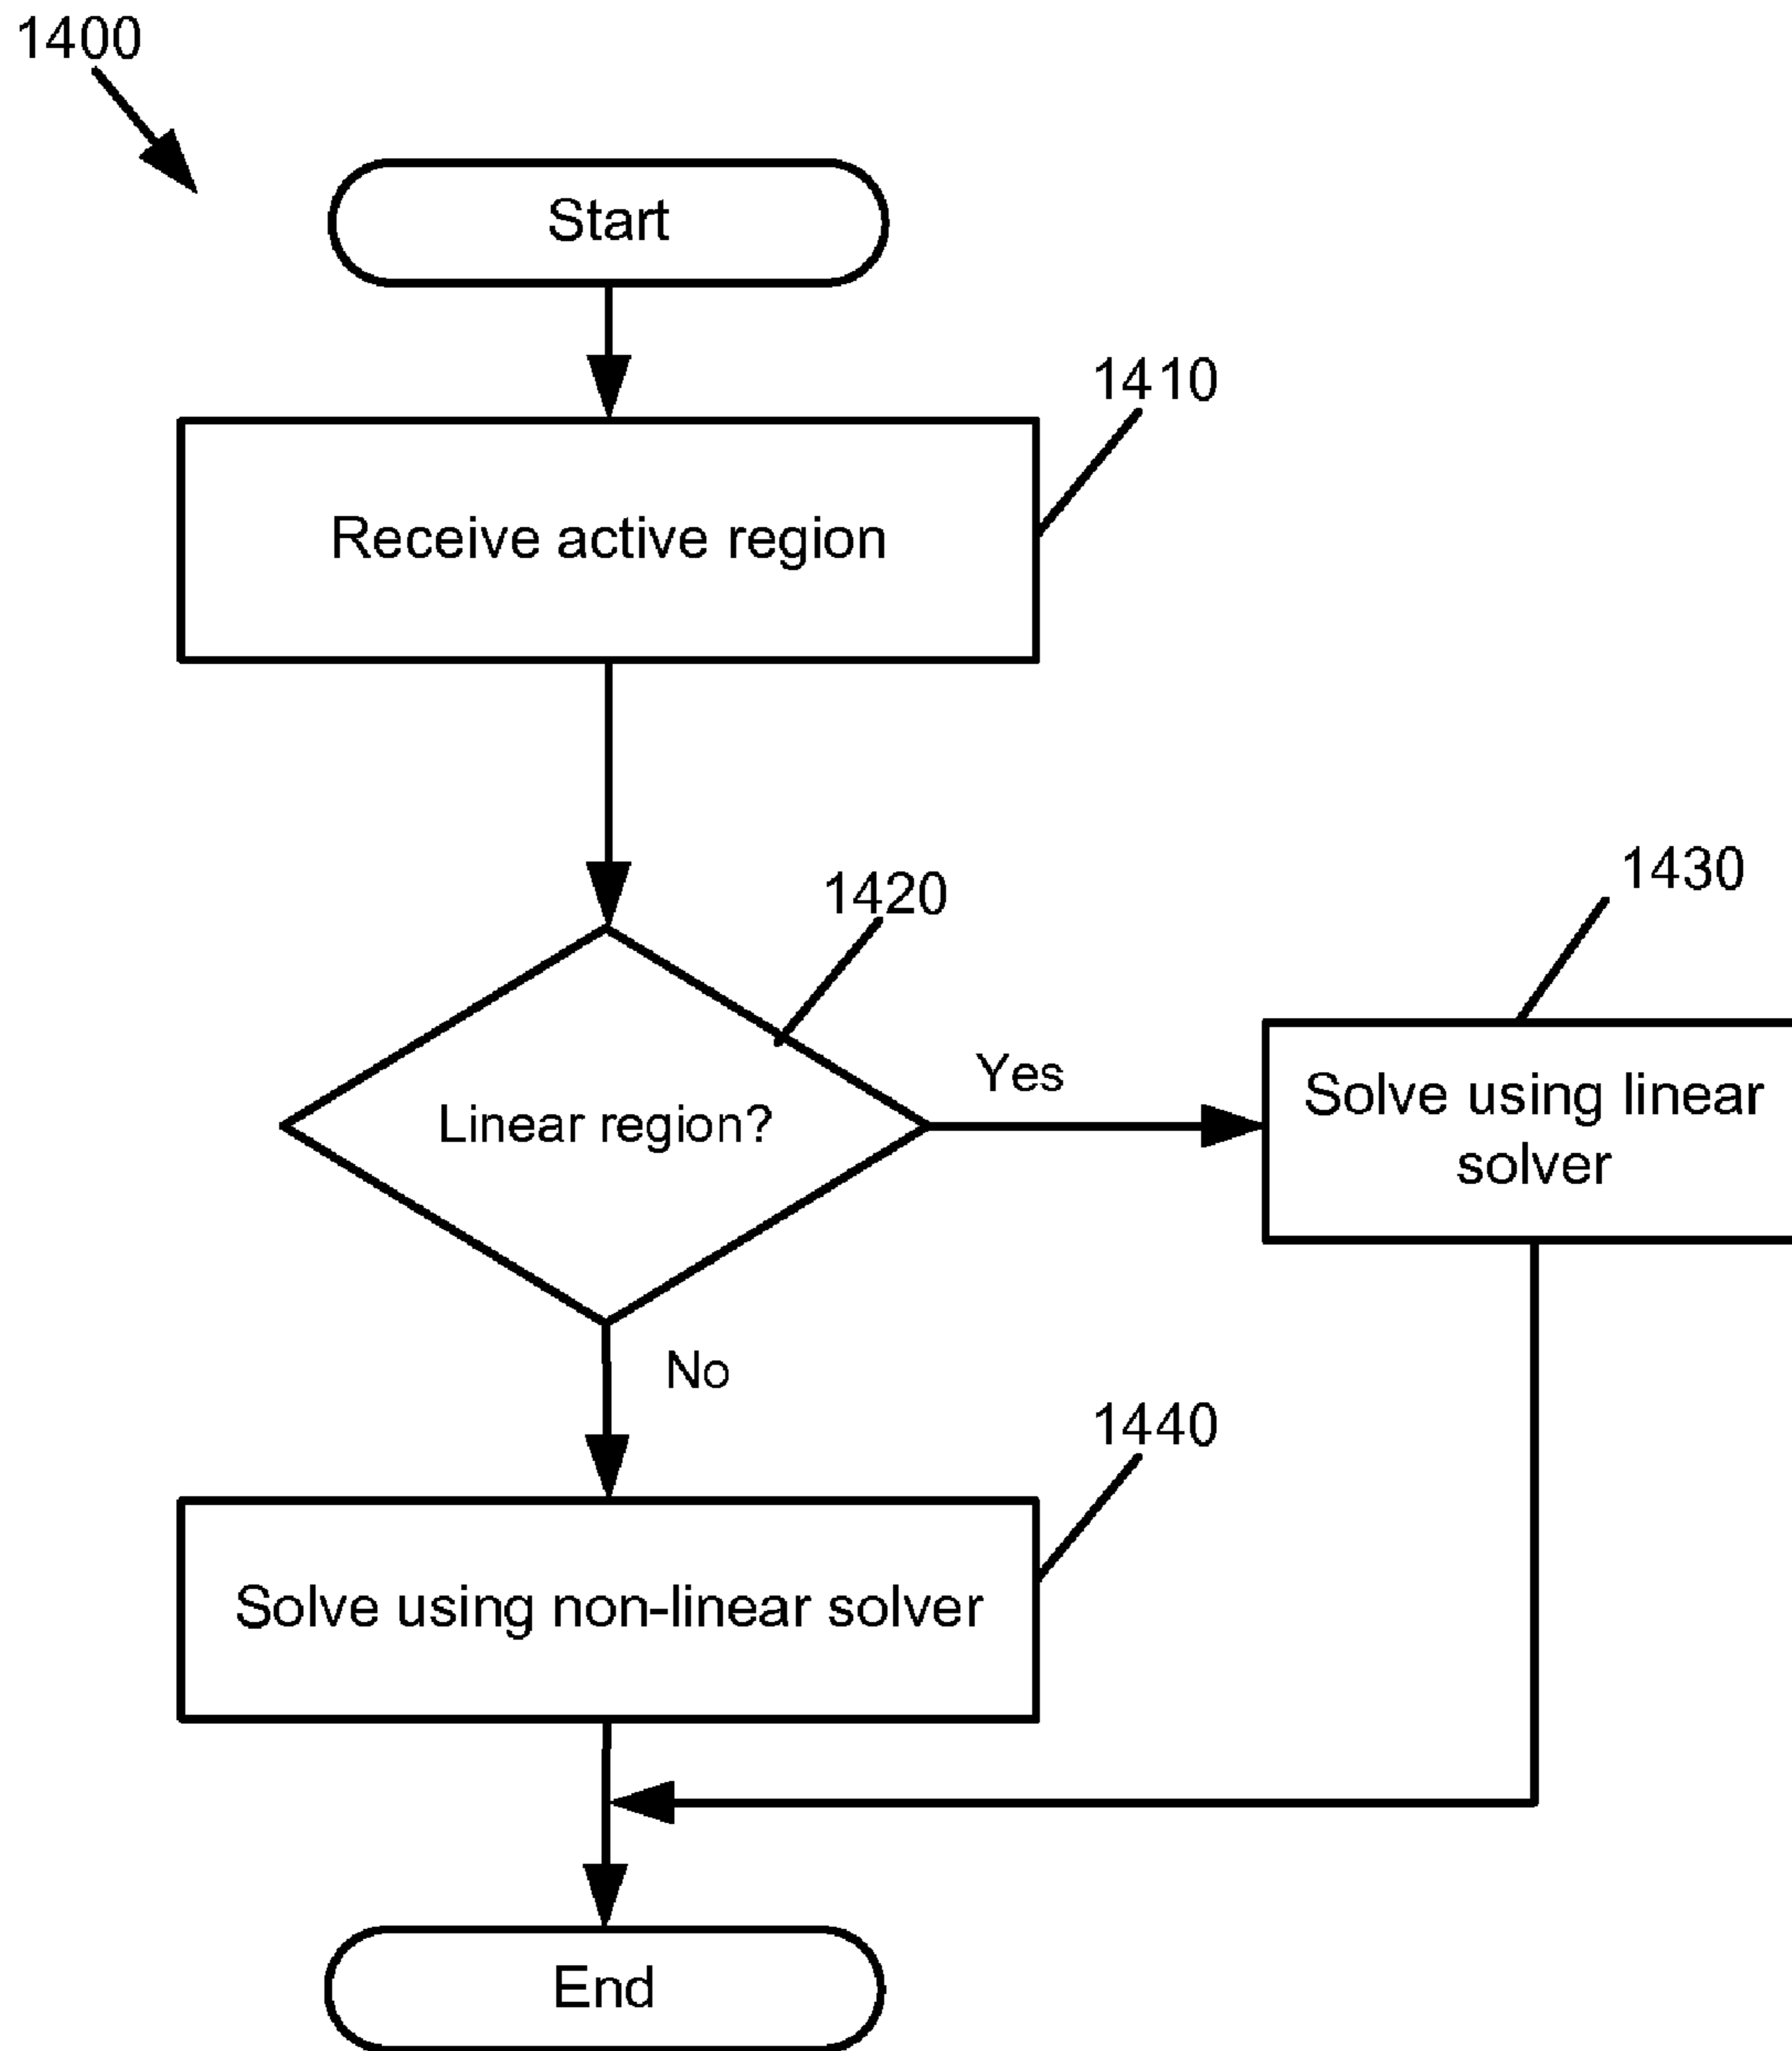 1400
Start
1410
Receive active region
1420
1430
Linear region?
Yes
Solve using linear
solver
No
1440
Solve using non-linear solver
End